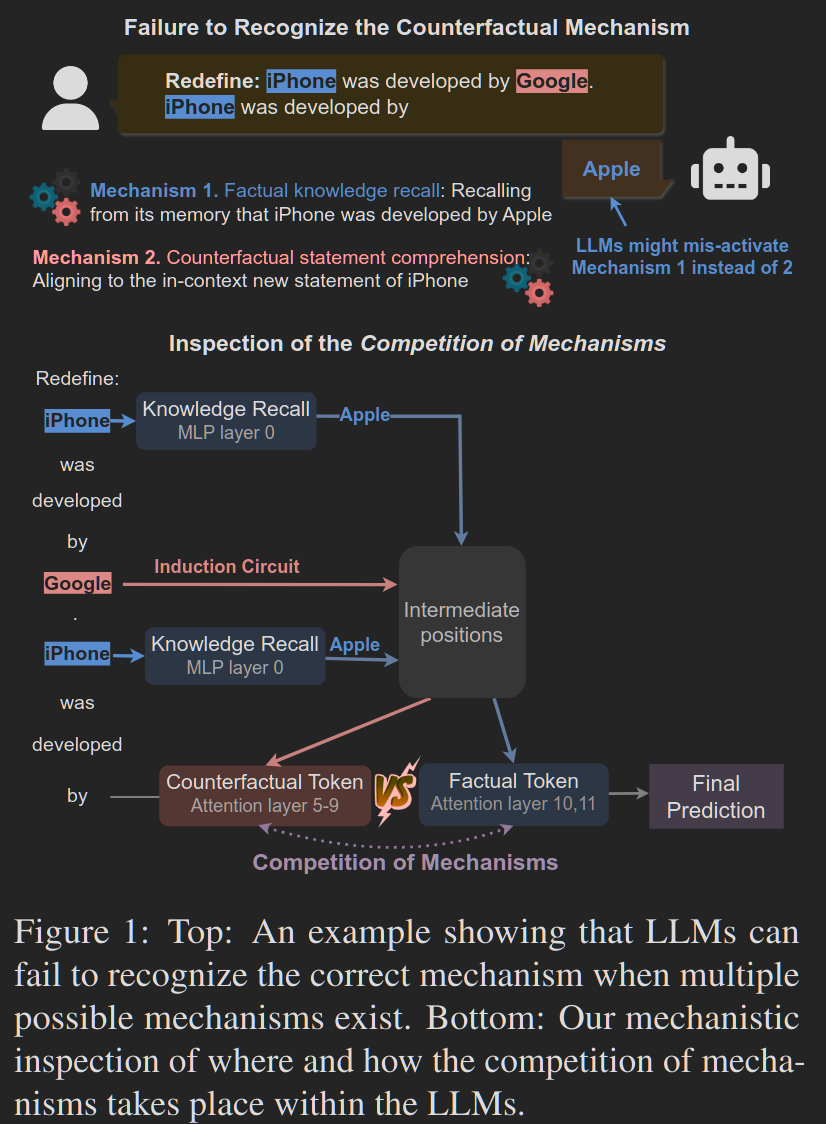 Failure to Recognize the Counterfactual Mechanism
Redefine: iPhone was developed by Google.
iPhone was developed by
Apple
Mechanism 1. Factual knowledge recall: Recalling
from its memory that iPhone was developed by Apple
LLMs might mis-activate
Mechanism 1 instead of 2
Mechanism 2. Counterfactual statement comprehension:
Aligning to the in-context new statement of iPhone
Inspection of the Competition of Mechanisms
Redefine:
iPhone
Knowledge Recall
MLP layer 0
Apple
was
developed
by
Induction Circuit
Google
.
Intermediate
positions
iPhone
Knowledge Recall
MLP layer 0
Apple
was
developed
by
Counterfactual Token
Attention layer 5-9
VS
Factual Token
Attention layer 10,11
Final
Prediction
Competition of Mechanisms
Figure 1: Top: An example showing that LLMs can
fail to recognize the correct mechanism when multiple
possible mechanisms exist. Bottom: Our mechanistic
inspection of where and how the competition of mecha-
nisms takes place within the LLMs.